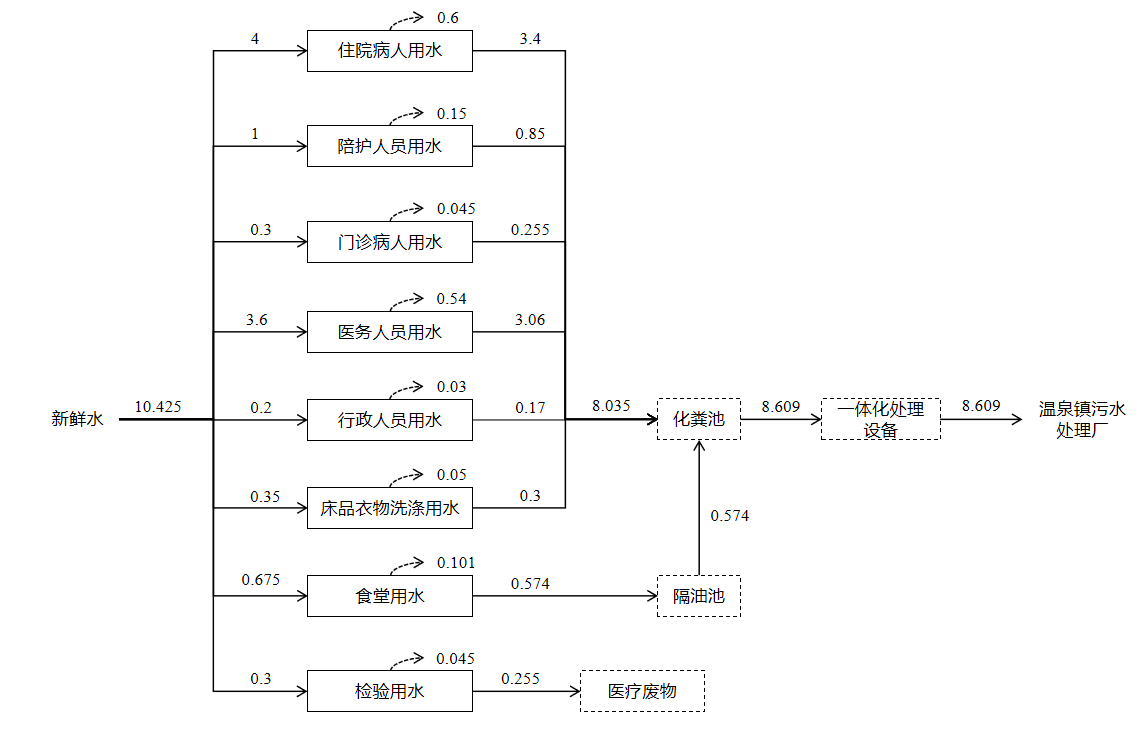 0.6
4
住院病人用水
3.4
0.15
1
陪护人员用水
0.85
0.045
0.3
门诊病人用水
0.255
0.54
3.6
医务人员用水
3.06
0.03
新鲜水
10.425
0.2
行政人员用水
0.17
8.035
化粪池
8.609
一体化处理
设备
8.609
温泉镇污水
处理厂
0.05
0.35
床品衣物洗涤用水
0.3
0.574
0.101
0.675
食堂用水
0.574
隔油池
0.045
0.3
检验用水
0.255
医疗废物